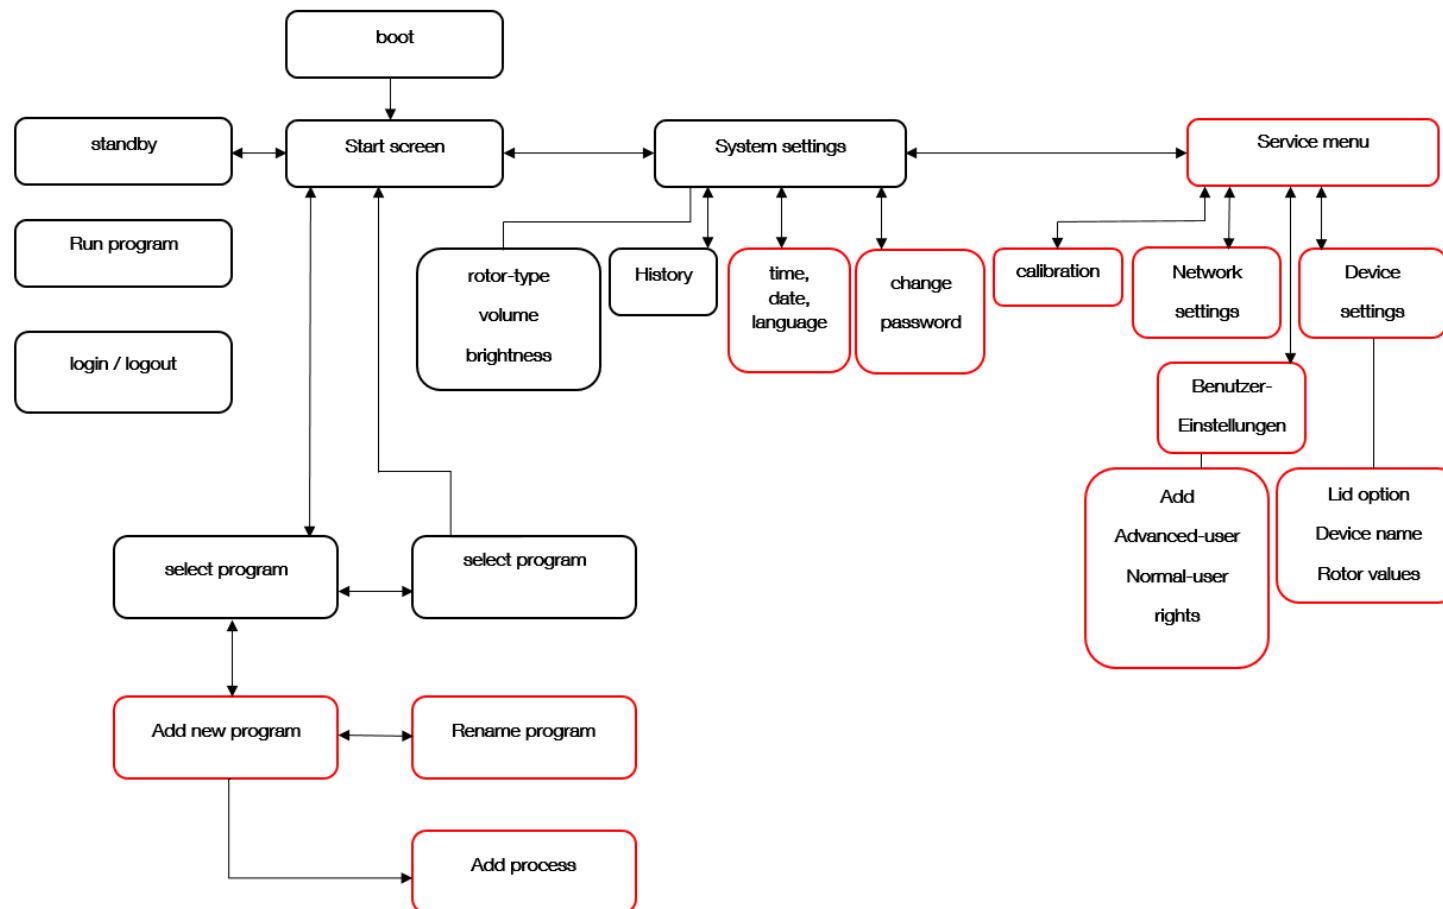 boot
standby
Start screen
System settings
Service menu
Run program
rotor-type
volume
brightness
History
time,
date,
language
change
password
calibration
Network
settings
Device
settings
login / logout
Benutzer-
Einstellungen
Add
Advanced-user
Normal-user
rights
Lid option
Device name
Rotor values
select program
select program
Add new program
Rename program
Add process